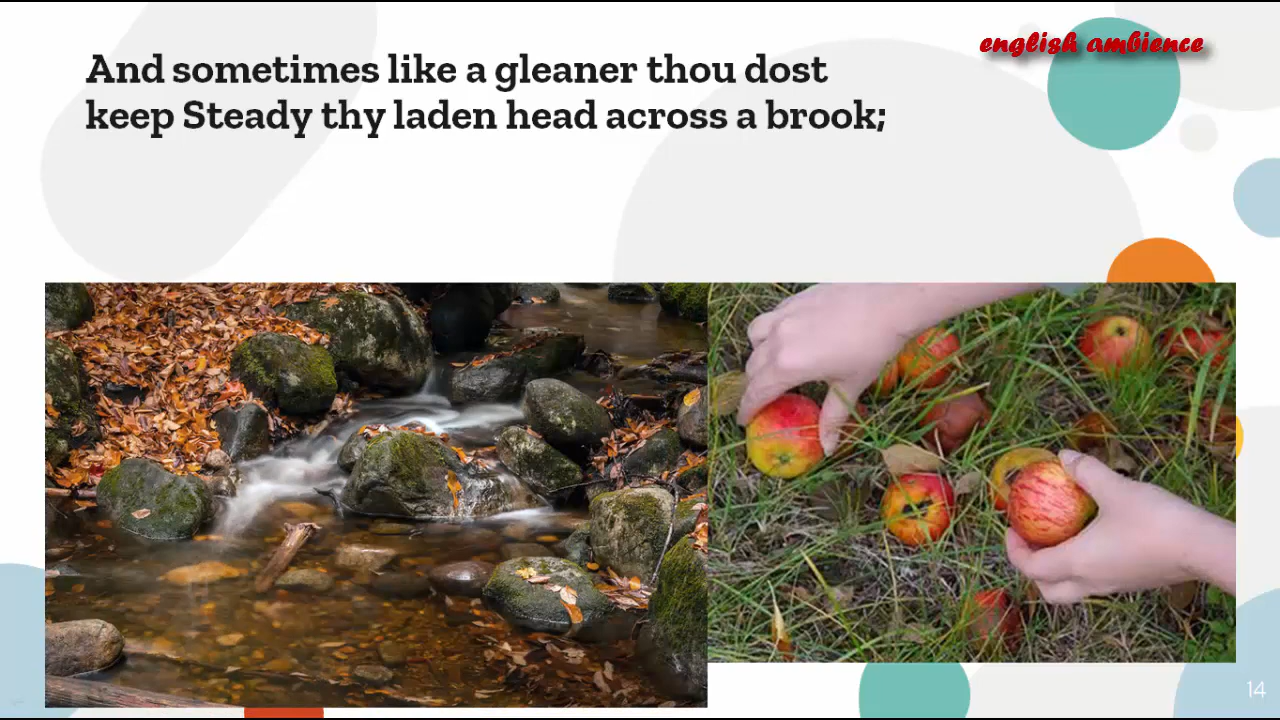 english ambience
And sometimes like a gleaner thou dost
keep Steady thy laden head across a brook;
14